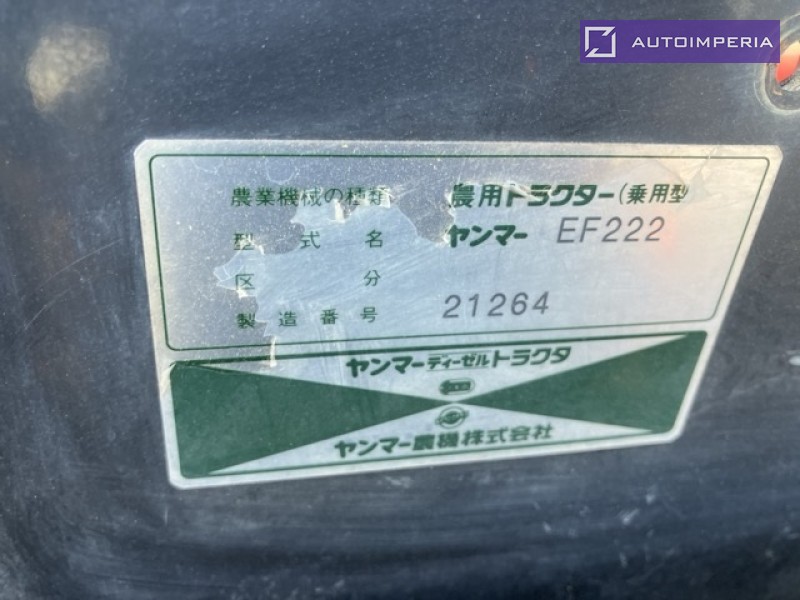 AUTOIMPERIA
農業機械の種類 農用トラクター(乗用型
型式名 ヤンマー EF222
区分
製造番号 21264
ヤンマーディーゼルトラクタ
ヤンマー農機株式会社